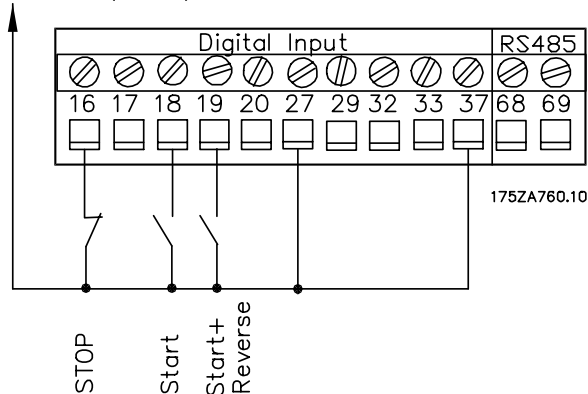 Digital Input RS485
16 17 18 19 20 27 29 32 33 37 68 69
175ZA760.10
STOP
Start
Start+
Reverse